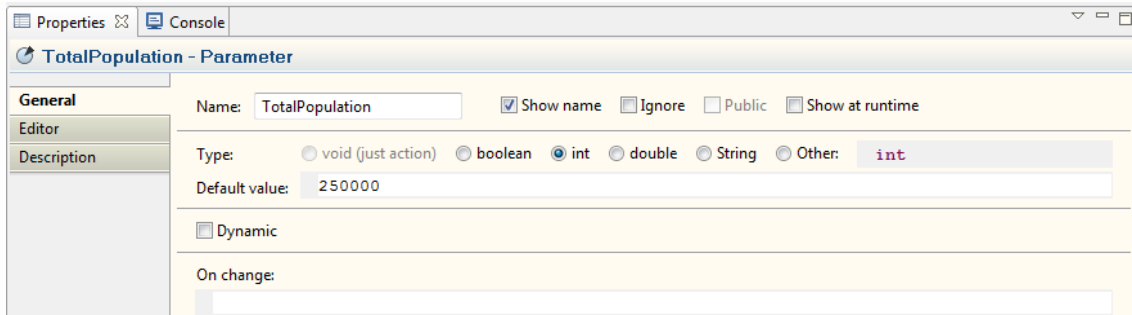 Properties Console
TotalPopulation - Parameter
General
Editor
Description
Name: TotalPopulation Show name Ignore Public Show at runtime
Type: void (just action) boolean int double String Other: int
Default value: 250000
Dynamic
On change: